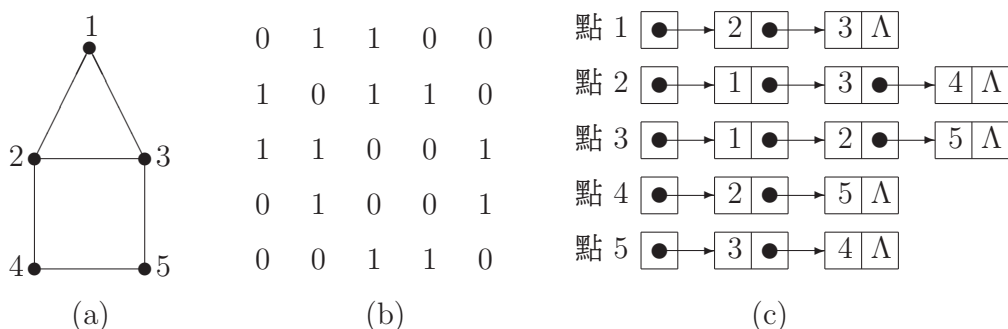 1
2 3
4 5
(a)
0 1 1 0 0
1 0 1 1 0
1 1 0 0 1
0 1 0 0 1
0 0 1 1 0
(b)
點 1 2 3 Λ
點 2 1 3 4 Λ
點 3 1 2 5 Λ
點 4 2 5 Λ
點 5 3 4 Λ
(c)